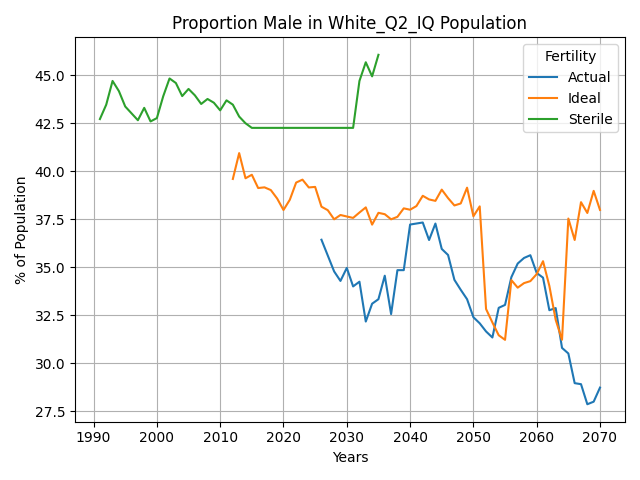 Proportion Male in White_Q2_IQ Population
Fertility
Actual
Ideal
Sterile
% of Population
45.0
42.5
40.0
37.5
35.0
32.5
30.0
27.5
1990 2000 2010 2020 2030 2040 2050 2060 2070
Years